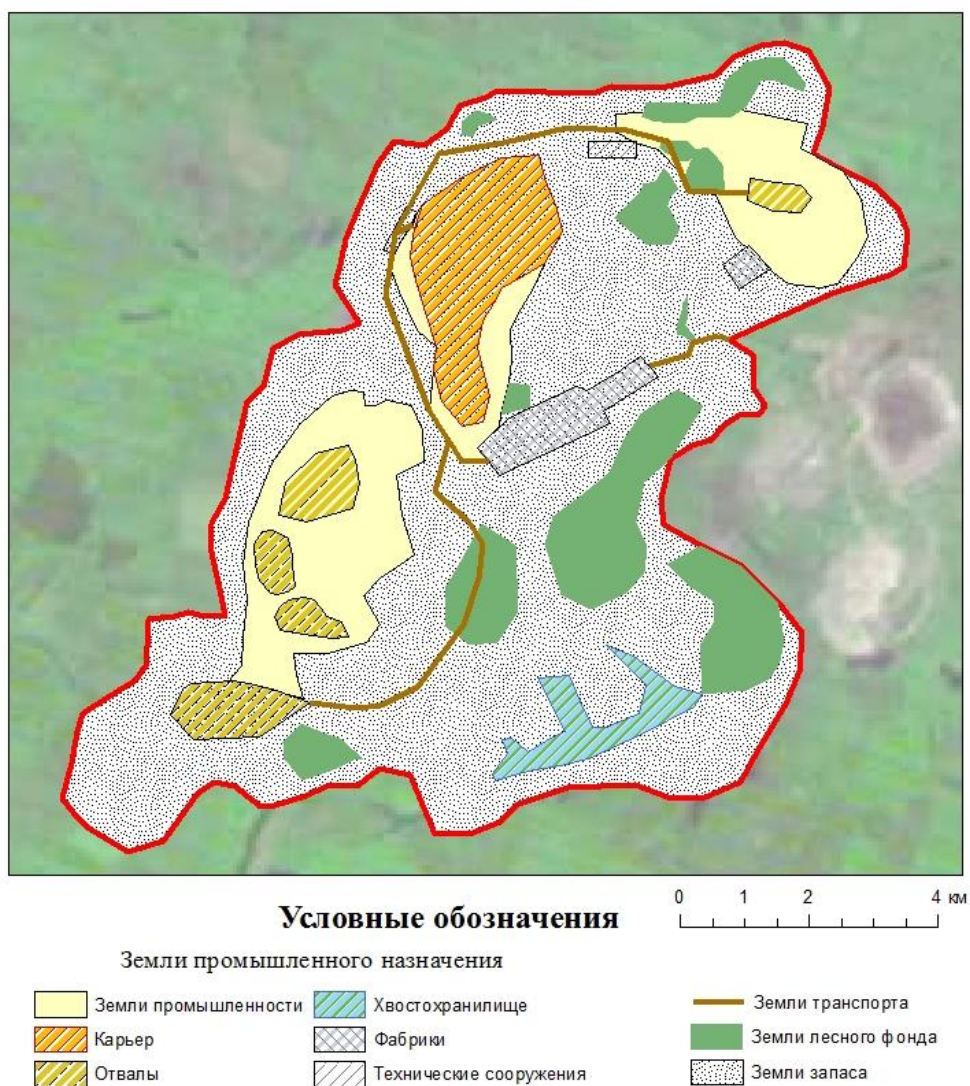 0 1 2 4 км
Условные обозначения
Земли промышленного назначения
Земли промышленности Хвостохранилище Земли транспорта
Карьер Фабрики Земли лесного фонда
Отвалы Технические сооружения Земли запаса